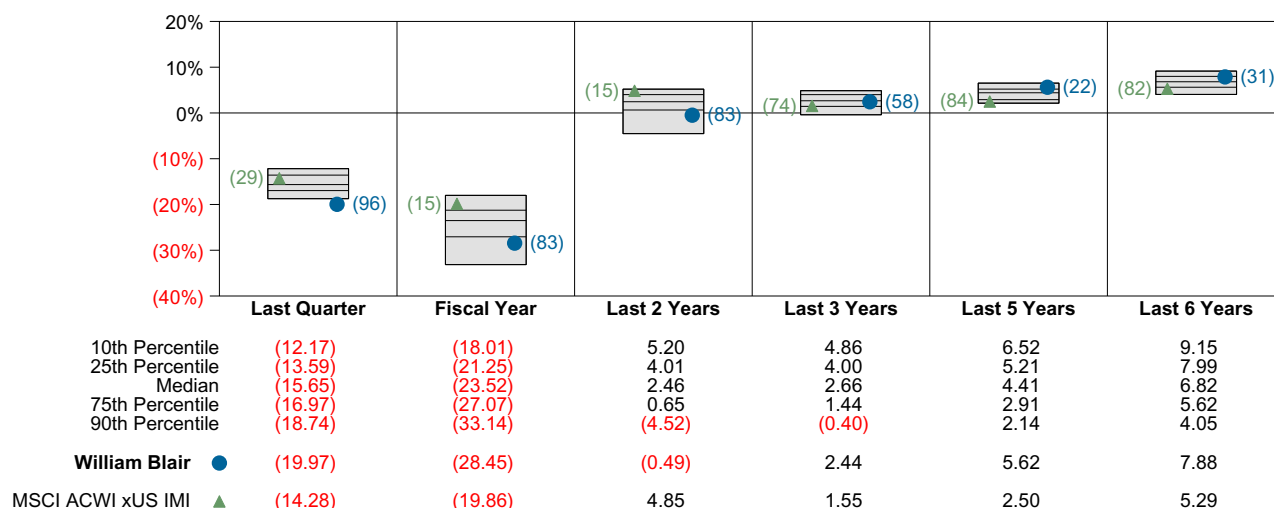 20%
10%
0%
(10%)
(20%)
(30%)
(40%)
(29)
(96)
(15)
(83)
(15)
(83)
(74)
(58)
(84)
(22)
(82)
(31)
Last Quarter Fiscal Year Last 2 Years Last 3 Years Last 5 Years Last 6 Years
10th Percentile (12.17) (18.01) 5.20 4.86 6.52 9.15
25th Percentile (13.59) (21.25) 4.01 4.00 5.21 7.99
Median (15.65) (23.52) 2.46 2.66 4.41 6.82
75th Percentile (16.97) (27.07) 0.65 1.44 2.91 5.62
90th Percentile (18.74) (33.14) (4.52) (0.40) 2.14 4.05
William Blair (19.97) (28.45) (0.49) 2.44 5.62 7.88
MSCI ACWI xUS IMI (14.28) (19.86) 4.85 1.55 2.50 5.29